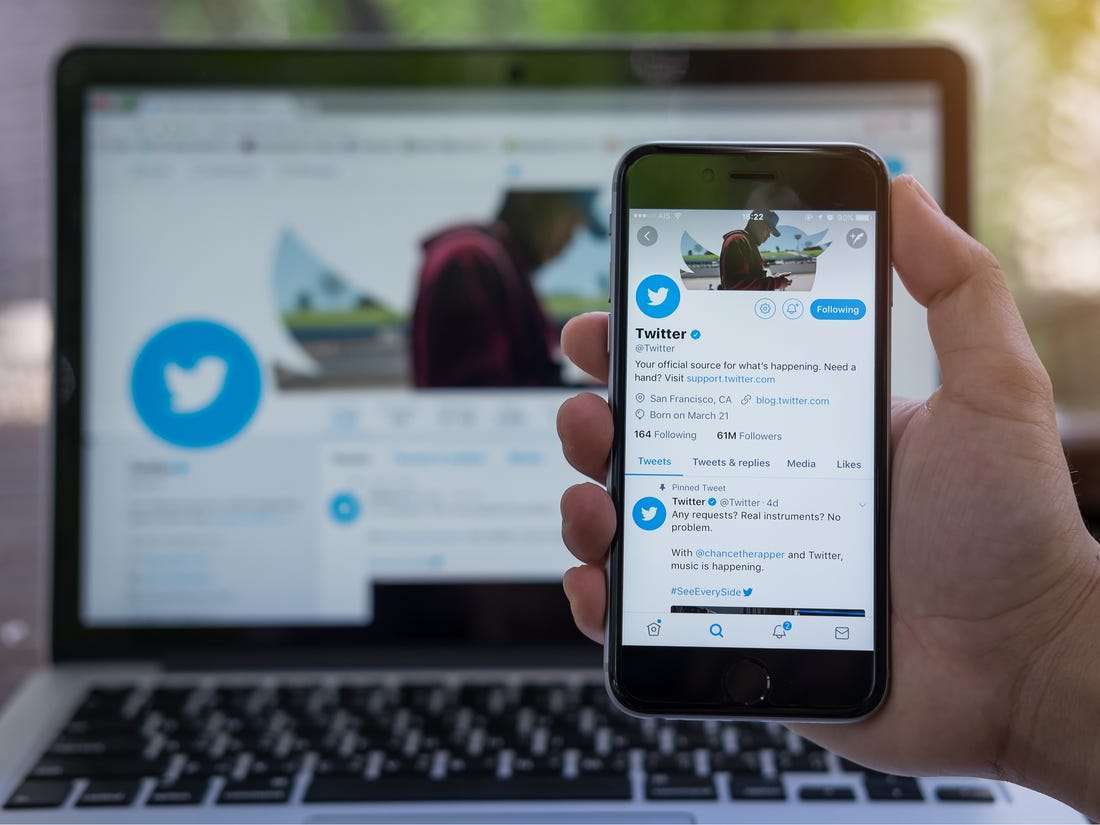 AIS 18:22 90%
Following
Twitter
@Twitter
Your official source for what's happening. Need a
hand? Visit support.twitter.com
San Francisco, CA blog.twitter.com
Born on March 21
164 Following 61M Followers
Tweets Tweets & replies Media Likes
Pinned Tweet
Twitter @Twitter · 4d
Any requests? Real instruments? No
problem.
With @chancetherapper and Twitter,
music is happening.
#SeeEverySide
2